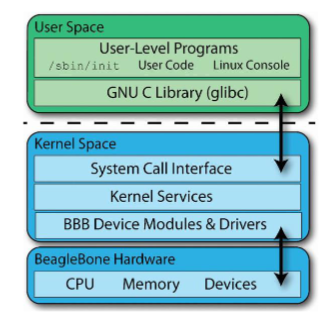 User Space
User-Level Programs
/sbin/init User Code Linux Console
GNU C Library (glibc)
Kernel Space
System Call Interface
Kernel Services
BBB Device Modules & Drivers
BeagleBone Hardware
CPU Memory Devices